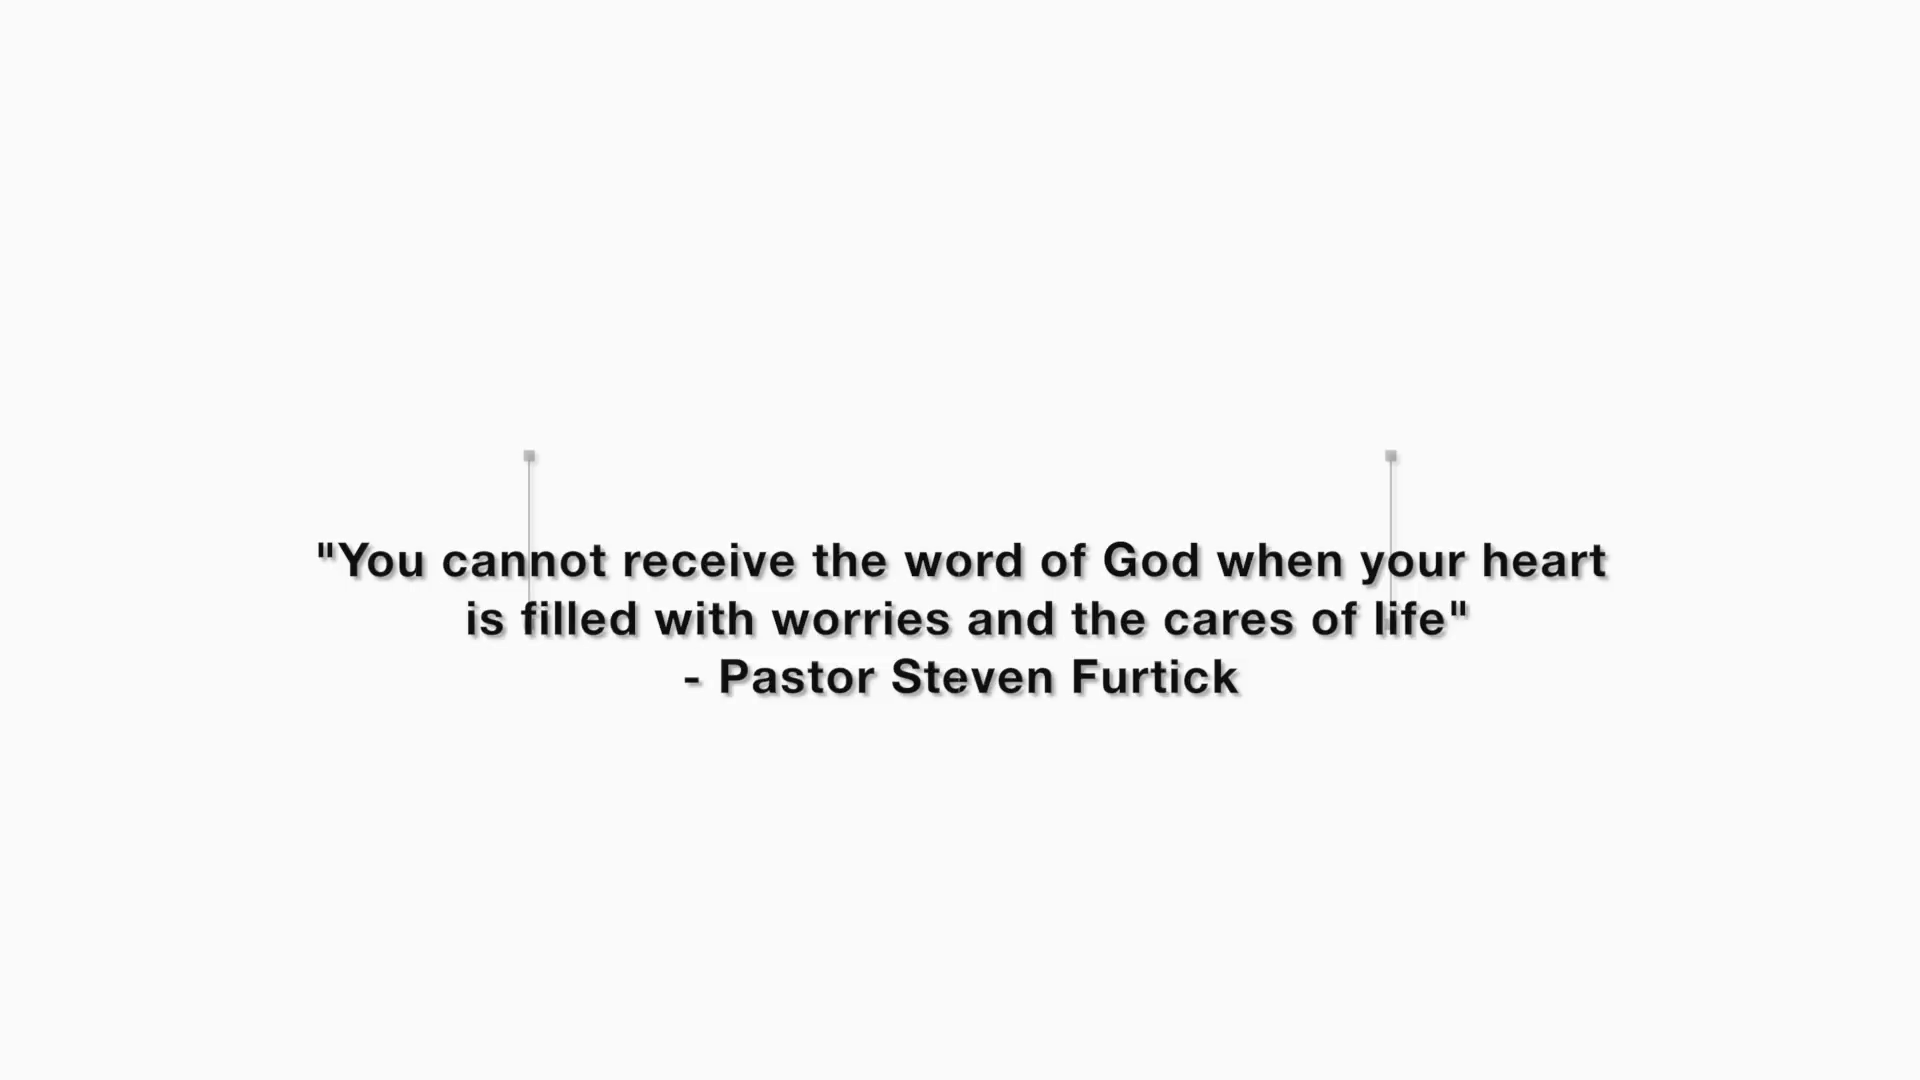 "You cannot receive the word of God when your heart
is filled with worries and the cares of life"
- Pastor Steven Furtick